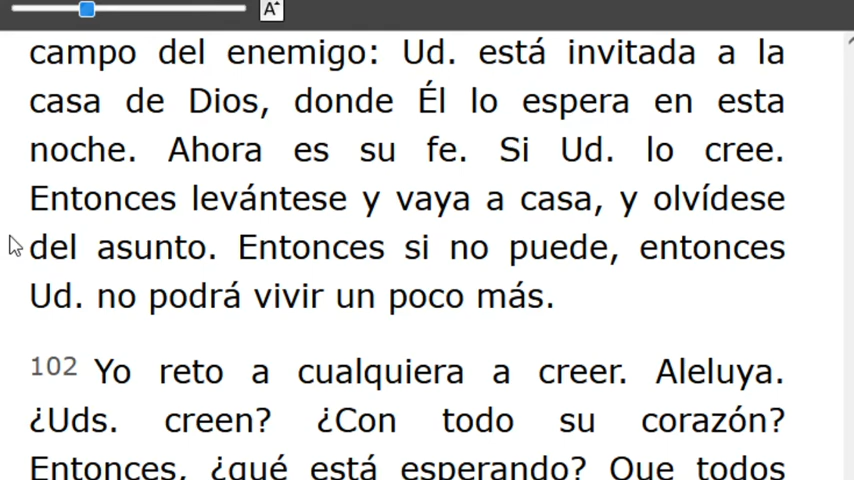 A
campo del enemigo: Ud. está invitada a la
casa de Dios, donde Él lo espera en esta
noche. Ahora es su fe. Si Ud. lo cree.
Entonces levántese y vaya a casa, y olvídese
del asunto. Entonces si no puede, entonces
Ud. no podrá vivir un poco más.
102 Yo reto a cualquiera a creer. Aleluya.
¿Uds. creen? ¿Con todo su corazón?
Entonces, ¿qué está esperando? Que todos